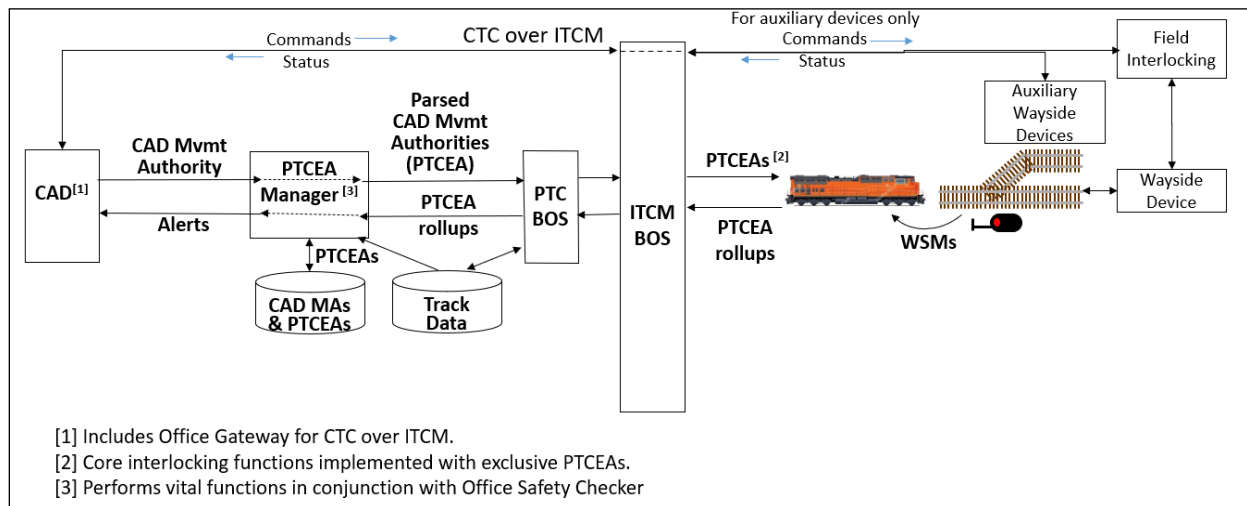 For auxiliary devices only
Commands
CTC over ITCM
Commands
Status
Status
Field
Interlocking
Auxiliary
Wayside
Devices
Parsed
CAD Mvmt
Authorities
(PTCEA)
CAD Mvmt
Authority
PTCEAs [2]
CAD[1]
PTCEA
Manager [3]
PTC
BOS
ITCM
BOS
Wayside
Device
Alerts
PTCEA
rollups
PTCEA
rollups
WSMs
PTCEAs
CAD MAs
& PTCEAs
Track
Data
[1] Includes Office Gateway for CTC over ITCM.
[2] Core interlocking functions implemented with exclusive PTCEAs.
[3] Performs vital functions in conjunction with Office Safety Checker